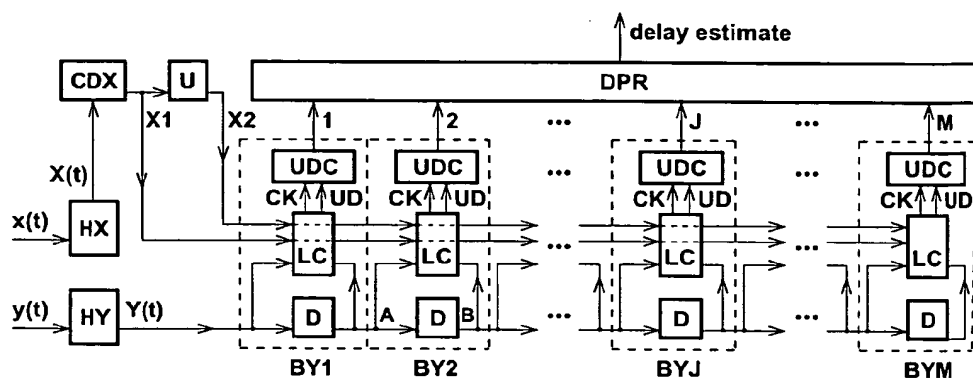 delay estimate
CDX U DPR
X1 X2 1 2 ... J ... M
UDC UDC ... UDC ... UDC
X(t) CK UD CK UD CK UD CK UD
x(t) HX
LC LC ... LC ... LC
y(t) HY Y(t) D A D B ... D ... D
BY1 BY2 BYJ BYM